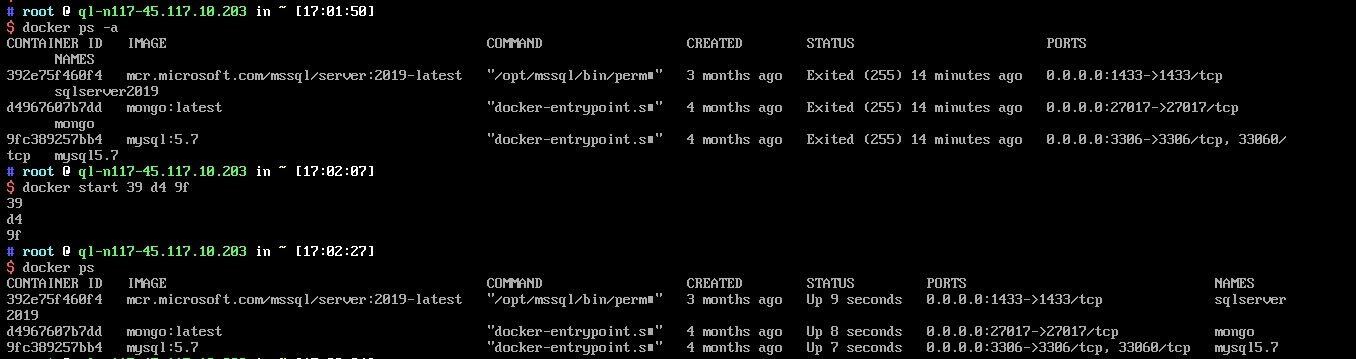 # root @ ql-n117-45.117.10.203 in ~ [17:01:50]
$ docker ps -a
CONTAINER ID   IMAGE                                        COMMAND                  CREATED        STATUS                        PORTS
      NAMES
392e75f460f4   mcr.microsoft.com/mssql/server:2019-latest   "/opt/mssql/bin/perm■"   3 months ago   Exited (255) 14 minutes ago   0.0.0.0:1433->1433/tcp
      sqlserver2019
d4967607b7dd   mongo:latest                                 "docker-entrypoint.s■"   4 months ago   Exited (255) 14 minutes ago   0.0.0.0:27017->27017/tcp
      mongo
9fc389257bb4   mysql:5.7                                    "docker-entrypoint.s■"   4 months ago   Exited (255) 14 minutes ago   0.0.0.0:3306->3306/tcp, 33060/
tcp   mysql5.7
# root @ ql-n117-45.117.10.203 in ~ [17:02:07]
$ docker start 39 d4 9f
39
d4
9f
# root @ ql-n117-45.117.10.203 in ~ [17:02:27]
$ docker ps
CONTAINER ID   IMAGE                                        COMMAND                  CREATED        STATUS         PORTS                               NAMES
392e75f460f4   mcr.microsoft.com/mssql/server:2019-latest   "/opt/mssql/bin/perm■"   3 months ago   Up 9 seconds   0.0.0.0:1433->1433/tcp              sqlserver
2019
d4967607b7dd   mongo:latest                                 "docker-entrypoint.s■"   4 months ago   Up 8 seconds   0.0.0.0:27017->27017/tcp            mongo
9fc389257bb4   mysql:5.7                                    "docker-entrypoint.s■"   4 months ago   Up 7 seconds   0.0.0.0:3306->3306/tcp, 33060/tcp   mysql5.7